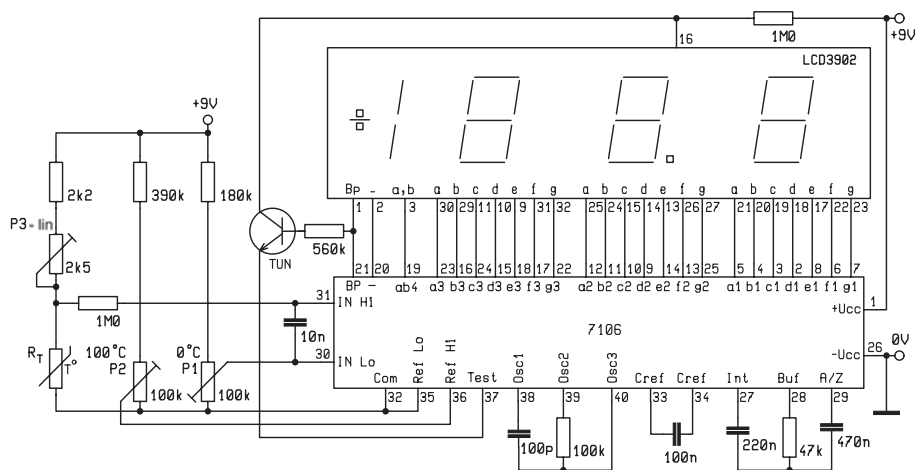 +9V
1M0
16
LCD3902
+9V
Bp - a,b a b c d e f g a b c d e f g a b c d e f g
1 2 3 30 29 11 10 9 31 32 25 24 15 14 13 26 27 21 20 19 18 17 22 23
2k2
390k
180k
P3 - lin
2k5
TUN
560k
21 20 19 23 16 24 15 18 17 22 12 11 10 9 14 13 25 5 4 3 2 8 6 7
BP - ab4 a3 b3 c3 d3 e3 f3 g3 a2 b2 c2 d2 e2 f2 g2 a1 b1 c1 d1 e1 f1 g1
31 IN HI
1M0
10n
7106
+Ucc 1
30 IN Lo
0V
-Ucc 26
RT
T°
100°C
P2
100k
0°C
P1
100k
Com Ref Lo Ref HI Test Osc1 Osc2 Osc3 Cref Cref Int Buf A/Z
32 35 36 37 38 39 40 33 34 27 28 29
100p
100k
100n
220n
47k
470n